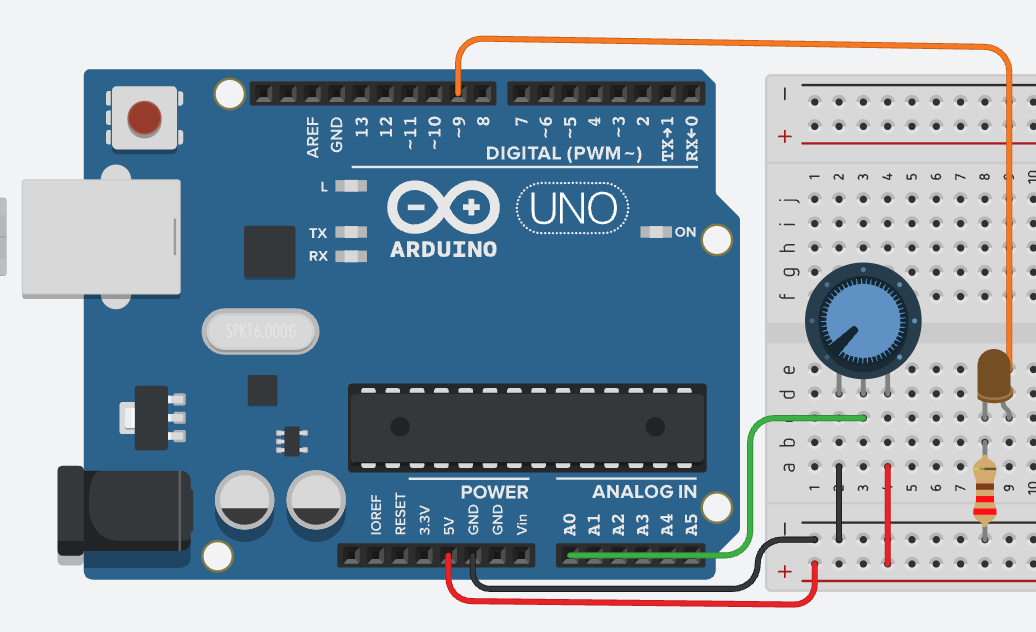 AREF
GND
13
12
~11
~10
~9
8
7
~6
~5
4
~3
2
TX→1
RX←0
DIGITAL (PWM~)
L
TX
RX
UNO
ARDUINO
ON
SPK16.000G
POWER
ANALOG IN
IOREF
RESET
3.3V
5V
GND
GND
Vin
A0
A1
A2
A3
A4
A5
−
+
1 2 3 4 5 6 7 8 9 10
j
i
h
g
f
e
d
b
a
1 2 3 4 5 6 7 9 10
−
+